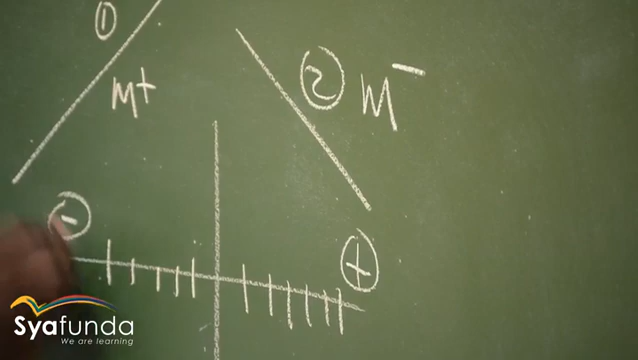 ①
M+
② M-
(-)
(+)
Syafunda
We are learning